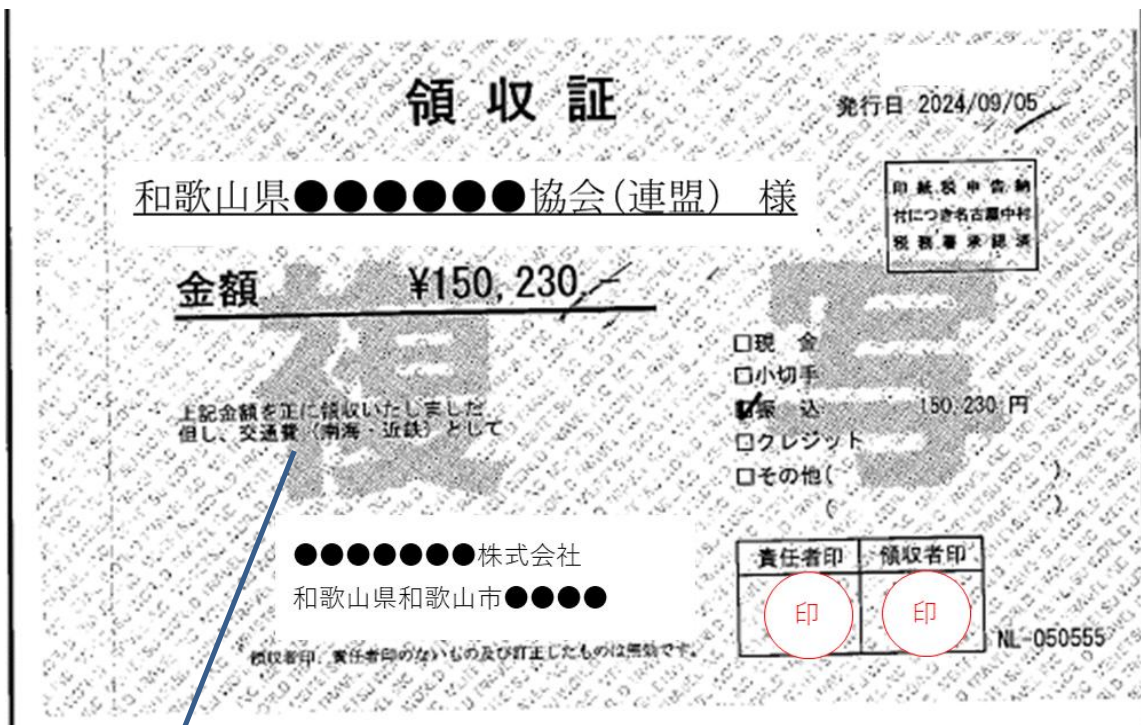 領収証
発行日 2024/09/05
和歌山県●●●●●●協会(連盟) 様
印紙税申告納
付につき名古屋中村
税務署承認済
金額 ¥150,230
複写
□現 金
□小切手
振 込 150,230 円
□クレジット
□その他( )
( )
上記金額を正に領収いたしました
但し、交通費(南海・近鉄)として
●●●●●●●株式会社
和歌山県和歌山市●●●●
責任者印 領収者印
印 印
NL-050555
領収者印、責任者印のないもの及び訂正したものは無効です。